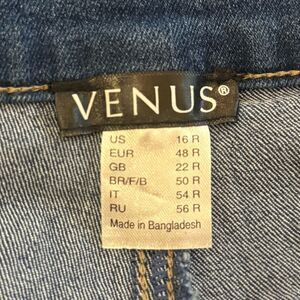 VENUS®
US 16 R
EUR 48 R
GB 22 R
BR/F/B 50 R
IT 54 R
RU 56 R
Made in Bangladesh